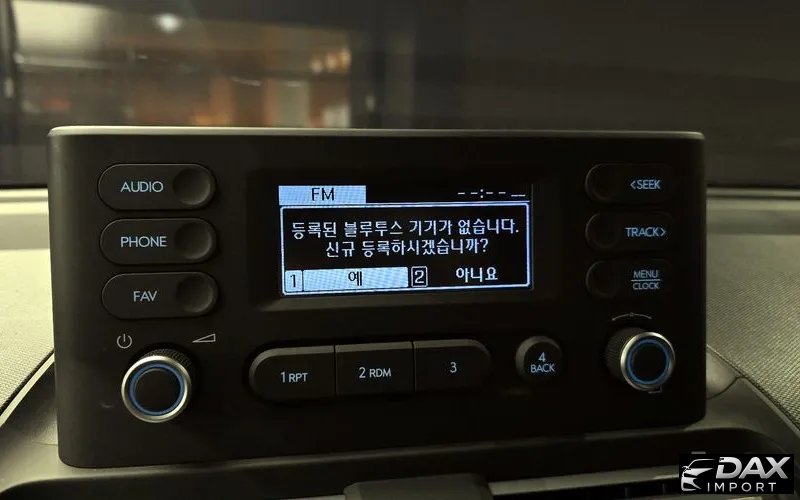 AUDIO
PHONE
FAV
FM
--:-- --
등록된 블루투스 기기가 없습니다.
신규 등록하시겠습니까?
1 예 2 아니요
<SEEK
TRACK>
MENU
CLOCK
1 RPT
2 RDM
3
4
BACK
DAX
IMPORT